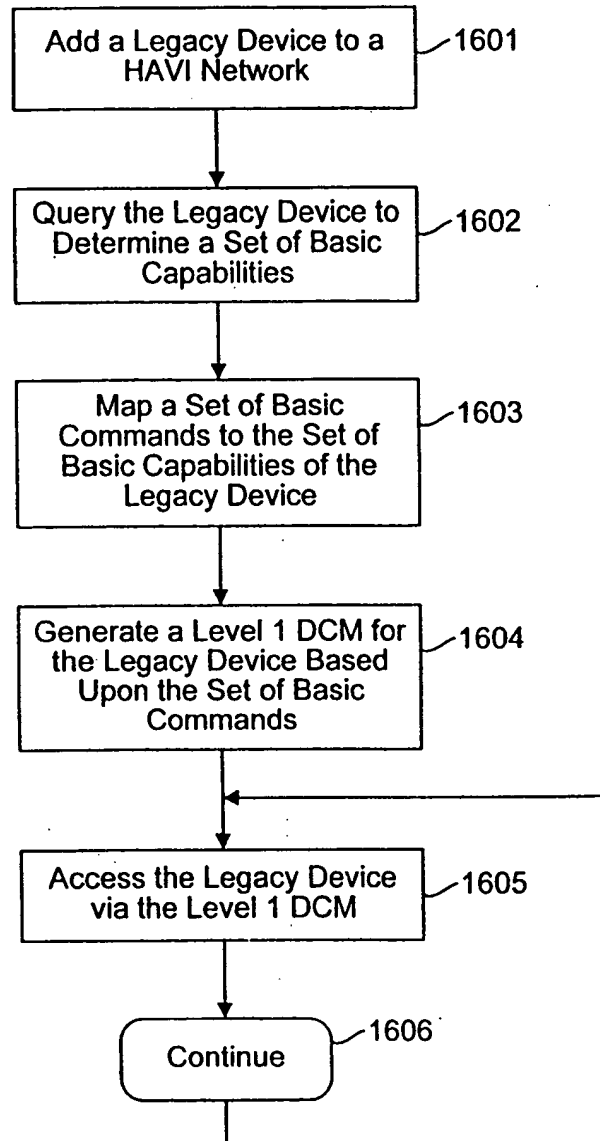 Add a Legacy Device to a
HAVI Network
1601
Query the Legacy Device to
Determine a Set of Basic
Capabilities
1602
Map a Set of Basic
Commands to the Set of
Basic Capabilities of the
Legacy Device
1603
Generate a Level 1 DCM for
the Legacy Device Based
Upon the Set of Basic
Commands
1604
Access the Legacy Device
via the Level 1 DCM
1605
Continue
1606